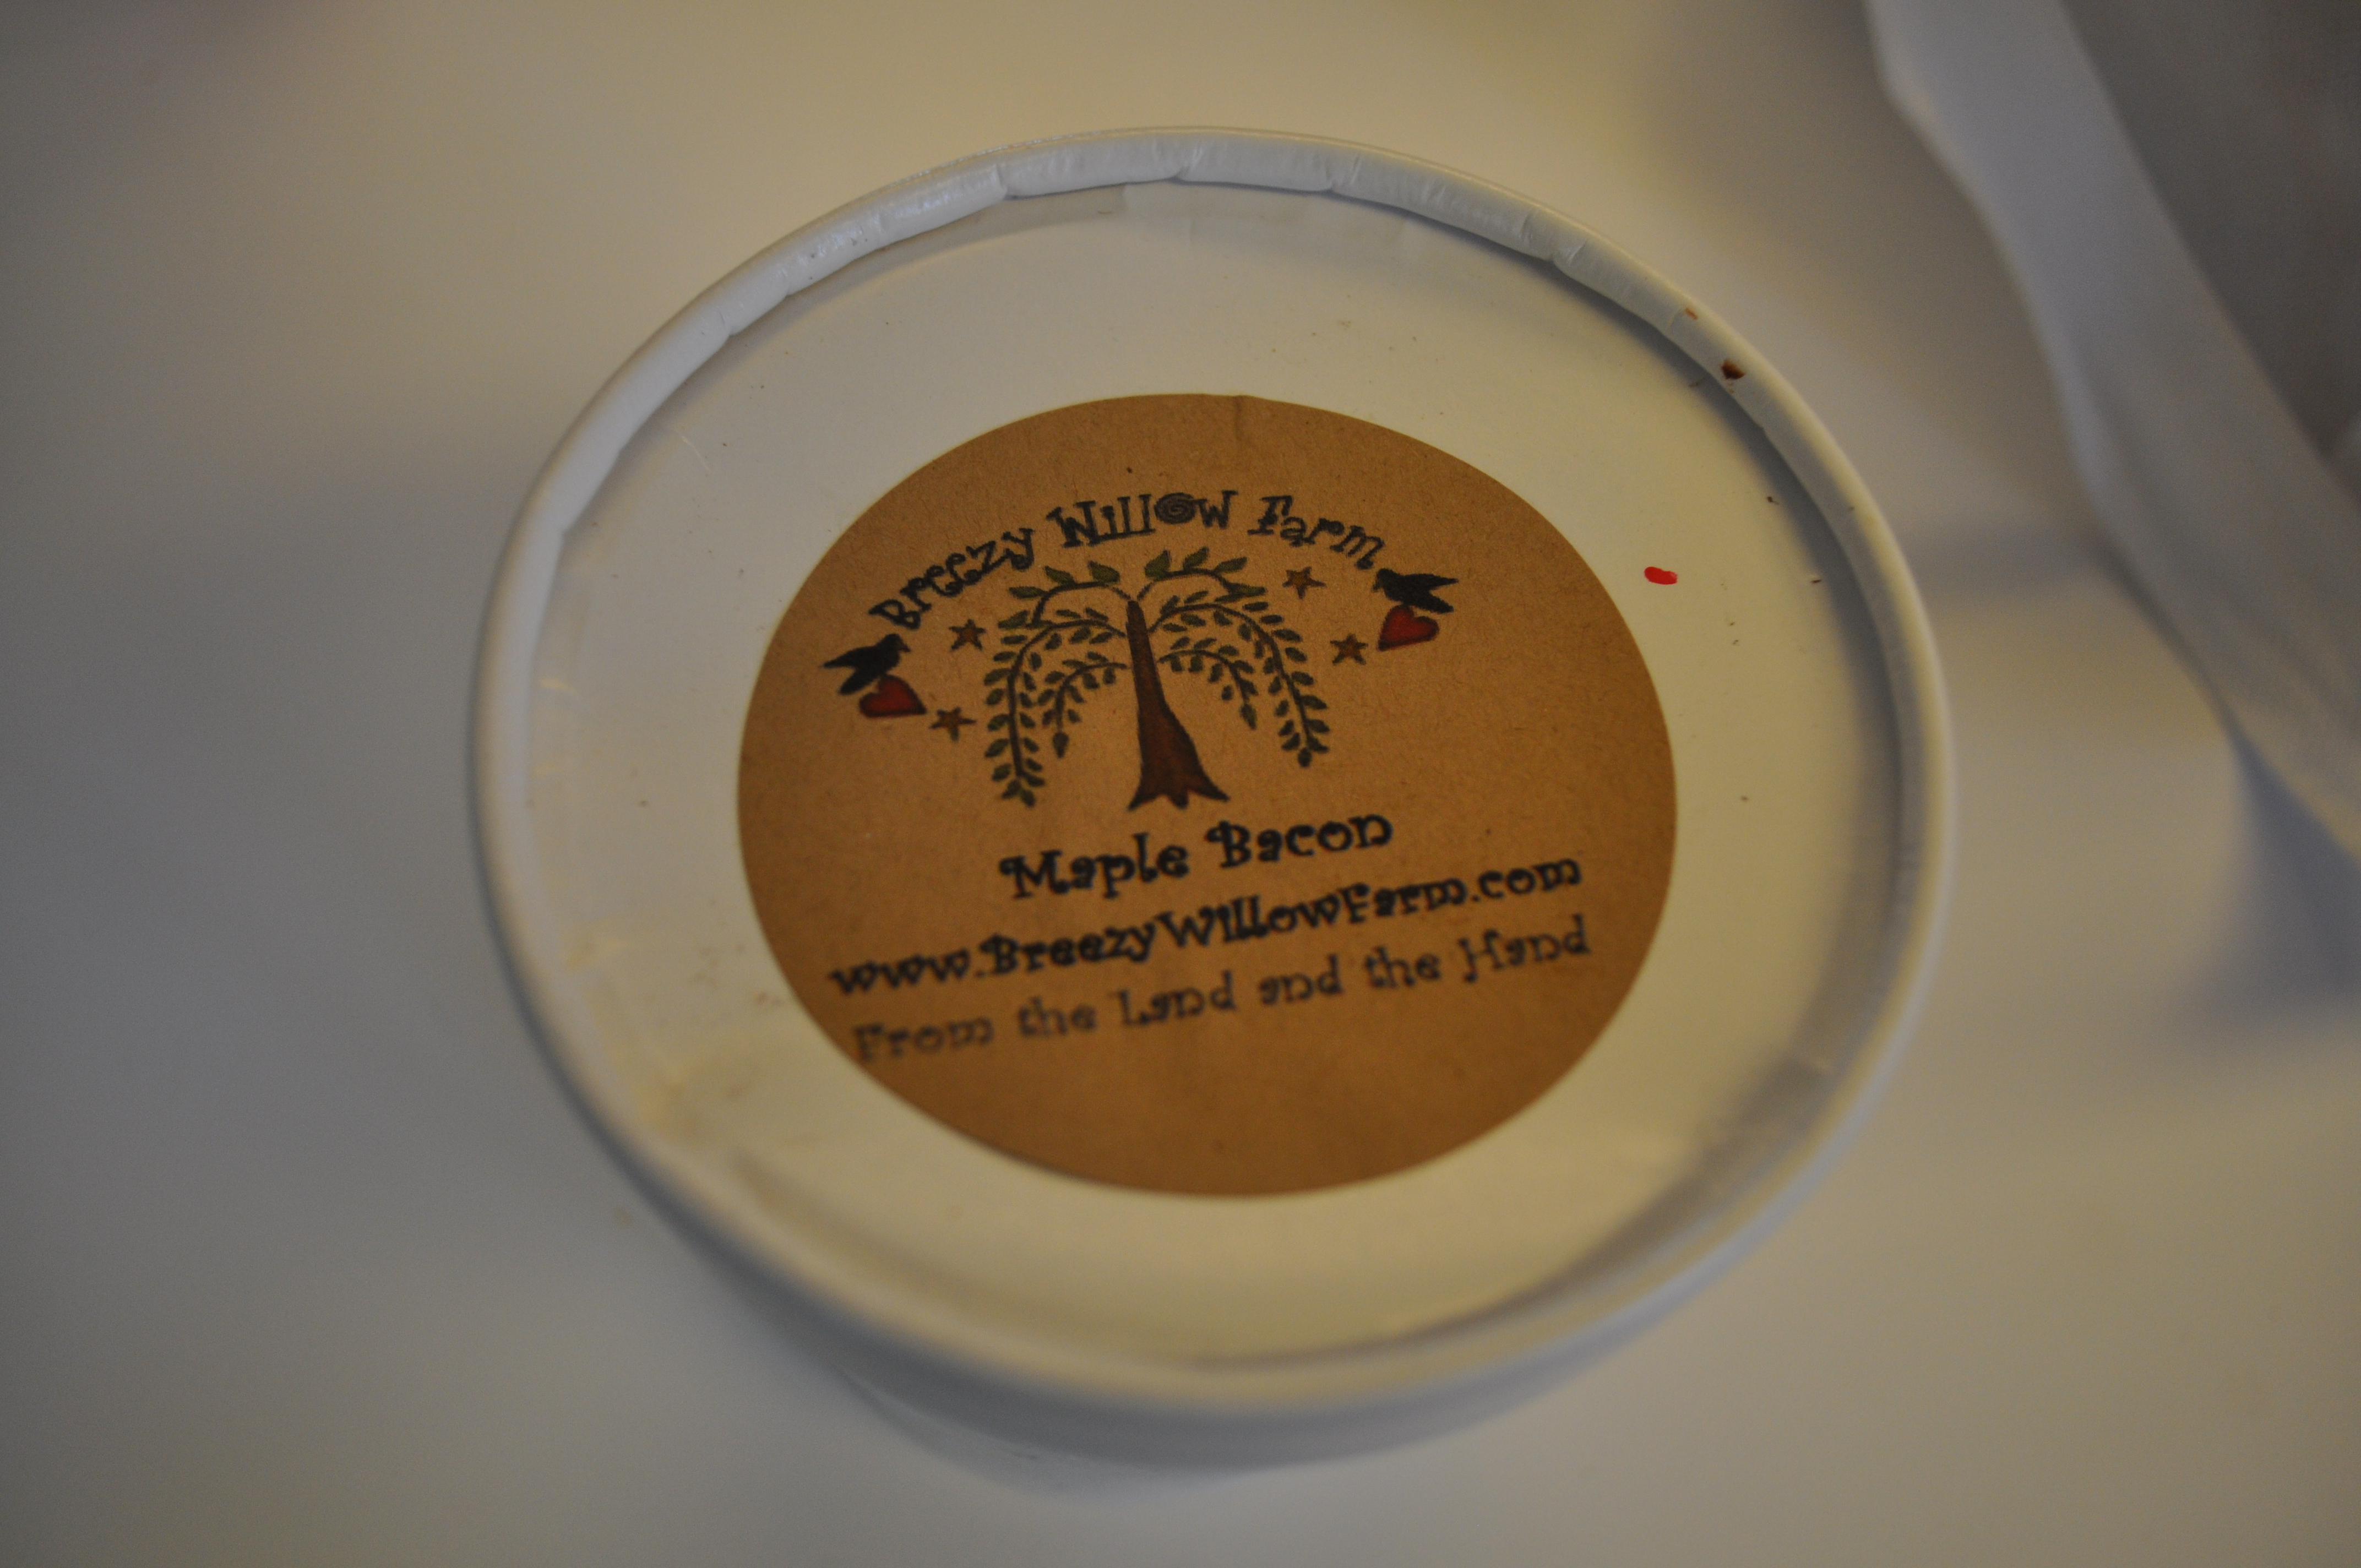 Breezy Willow Farm
Maple Bacon
www.BreezyWillowFarm.com
From the Land and the Hand